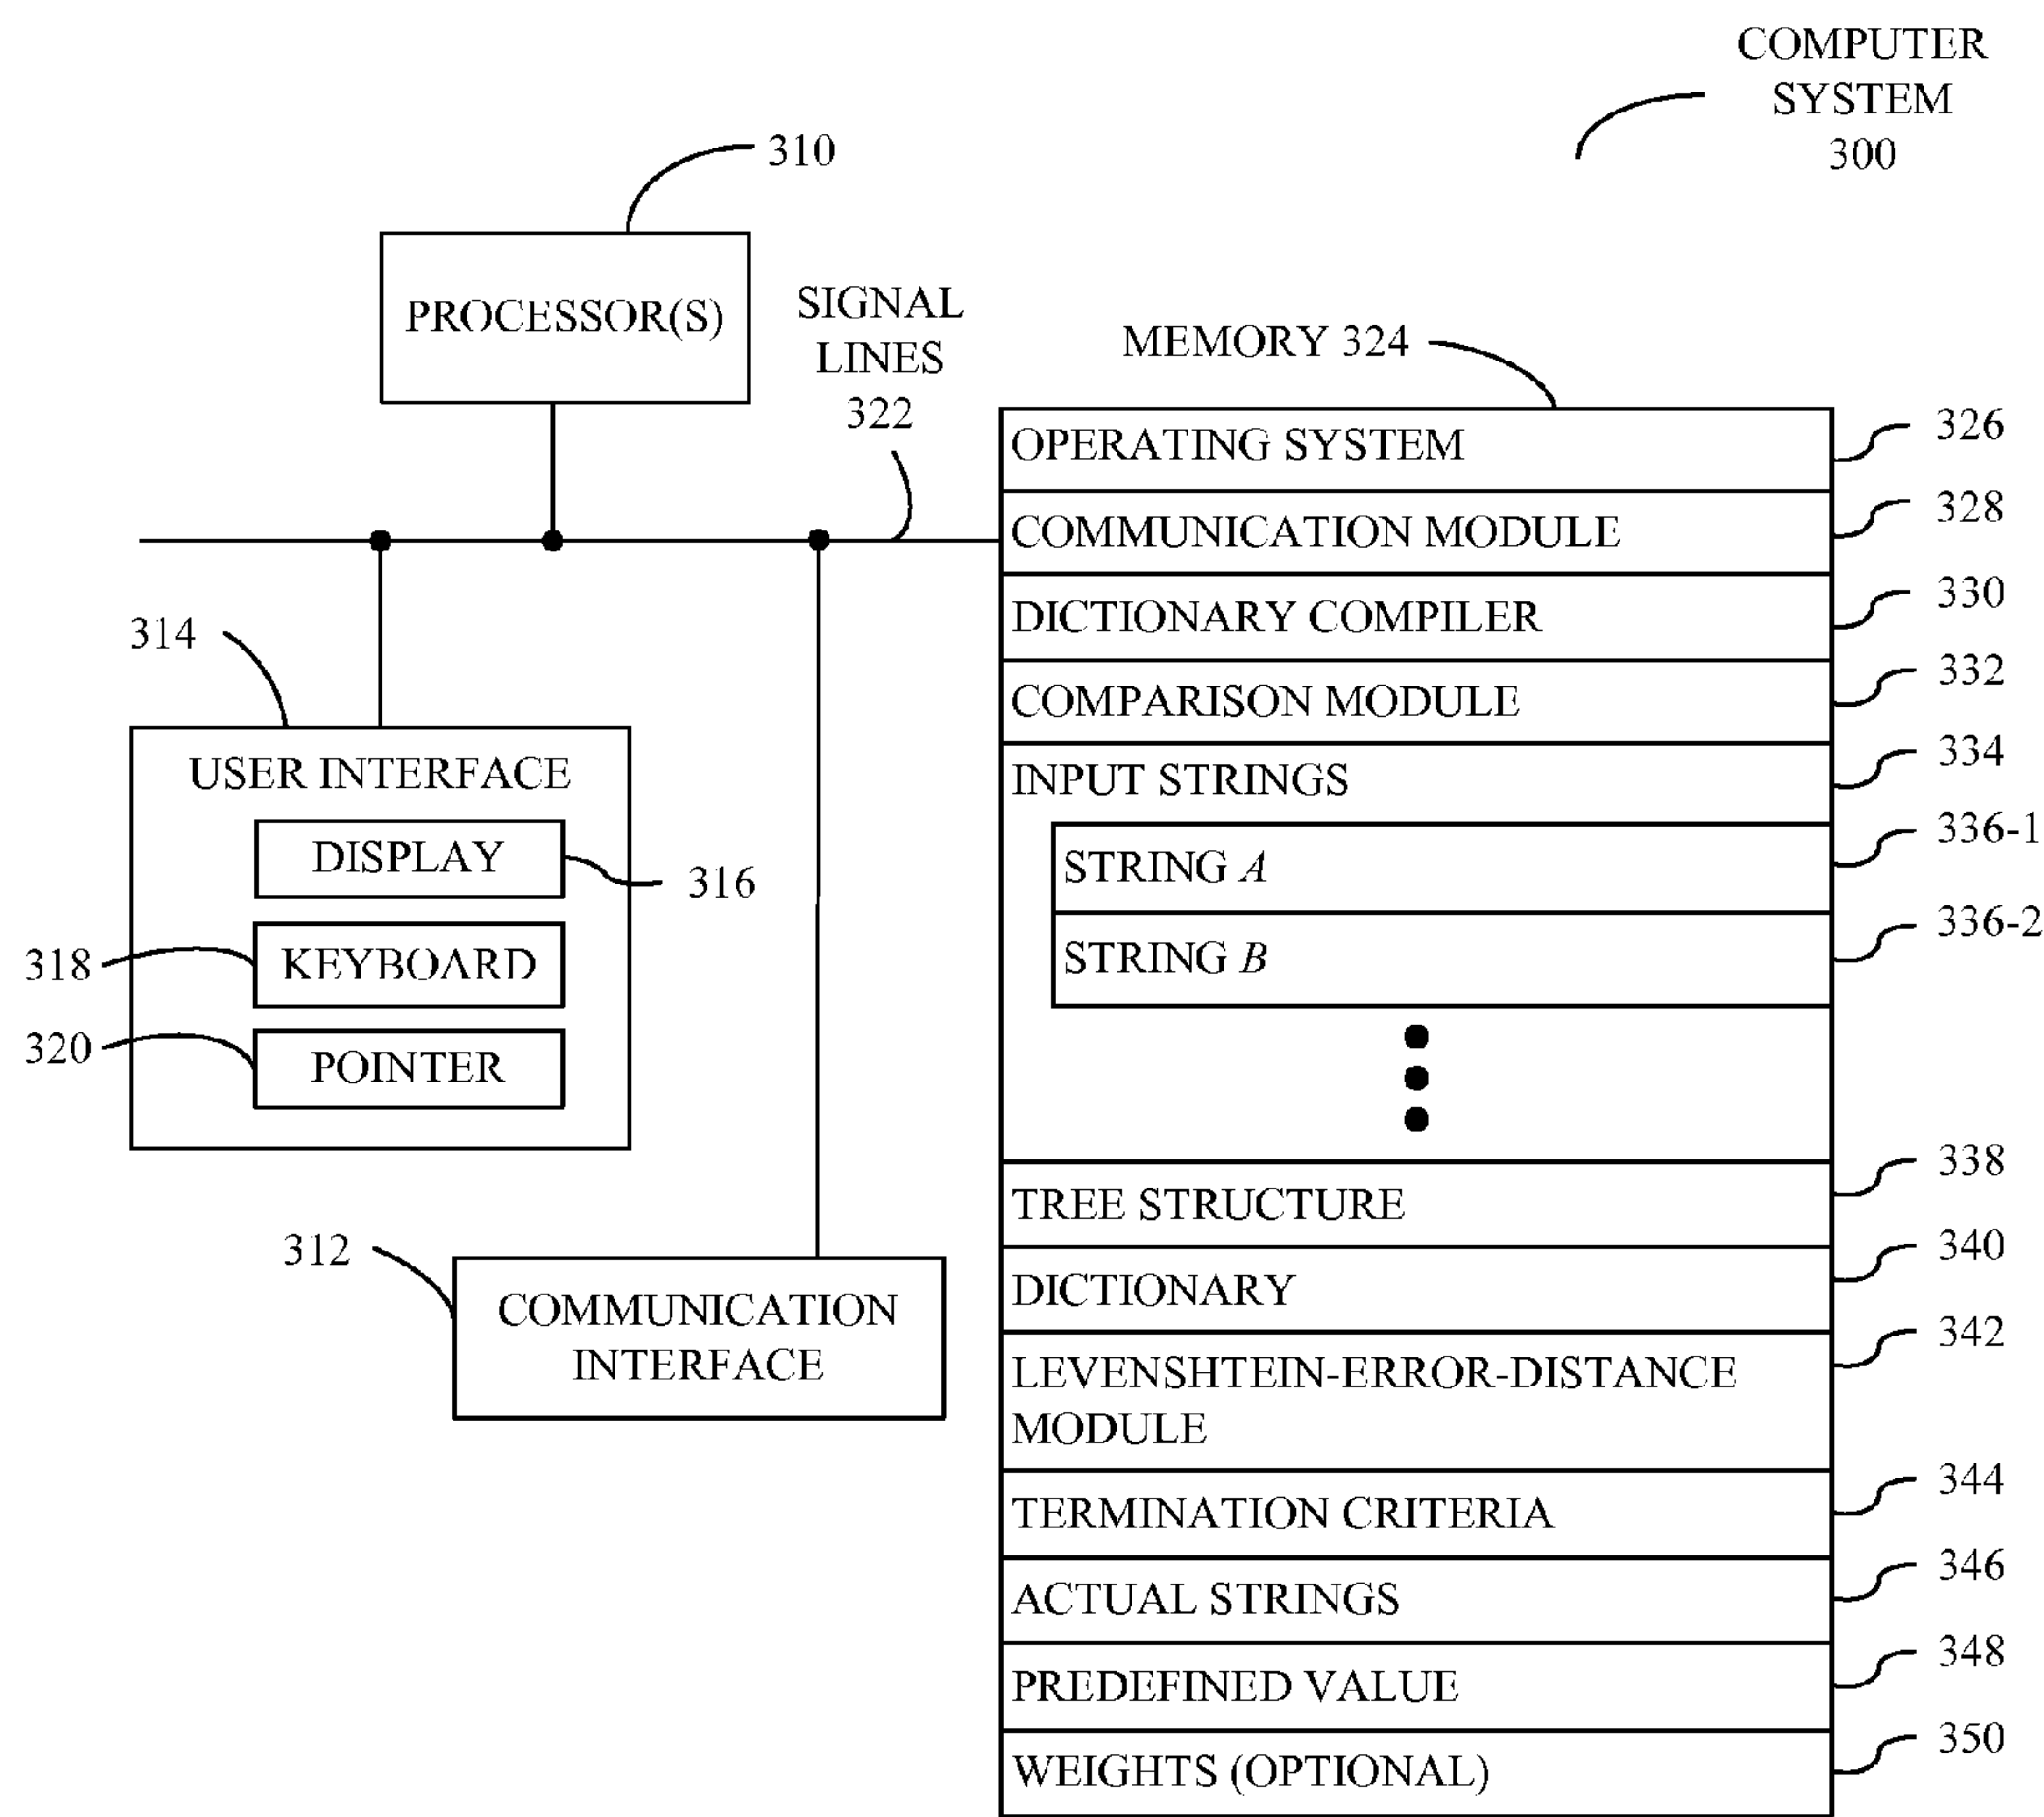 COMPUTER
SYSTEM
300
310
PROCESSOR(S)
SIGNAL
LINES
322
MEMORY 324
OPERATING SYSTEM
326
COMMUNICATION MODULE
328
DICTIONARY COMPILER
330
COMPARISON MODULE
332
INPUT STRINGS
334
STRING A
336-1
STRING B
336-2
TREE STRUCTURE
338
DICTIONARY
340
LEVENSHTEIN-ERROR-DISTANCE
MODULE
342
TERMINATION CRITERIA
344
ACTUAL STRINGS
346
PREDEFINED VALUE
348
WEIGHTS (OPTIONAL)
350
314
USER INTERFACE
DISPLAY
316
318
KEYBOARD
320
POINTER
312
COMMUNICATION
INTERFACE